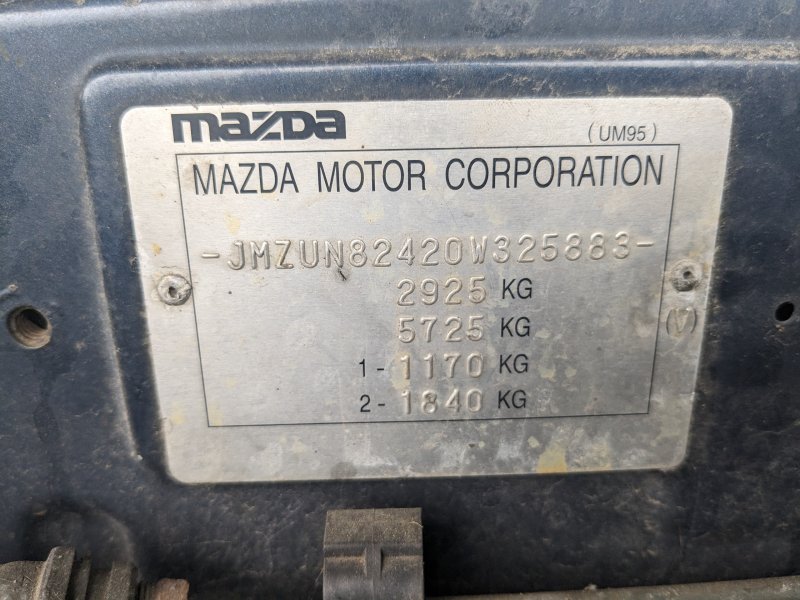 mazda
(UM95)
MAZDA MOTOR CORPORATION
-JMZUN82420W325883-
2925 KG
5725 KG
1-1170 KG
2-1840 KG
(V)